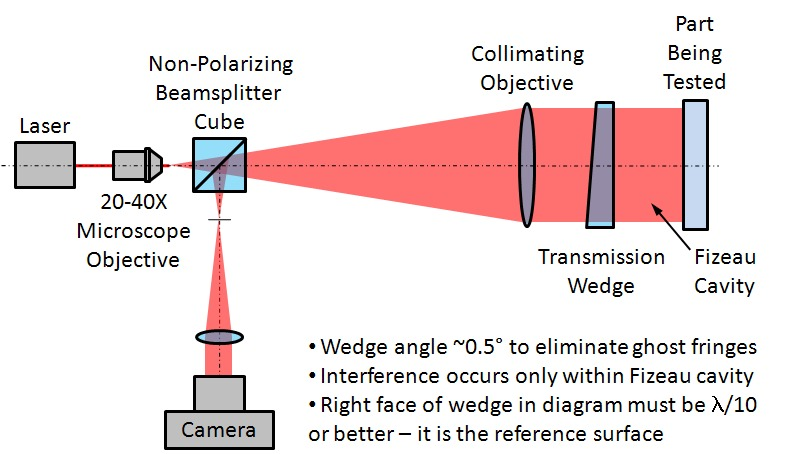 Laser
20-40X
Microscope
Objective
Non-Polarizing
Beamsplitter
Cube
Collimating
Objective
Transmission
Wedge
Part
Being
Tested
Fizeau
Cavity
Camera
• Wedge angle ~0.5° to eliminate ghost fringes
• Interference occurs only within Fizeau cavity
• Right face of wedge in diagram must be λ/10
or better – it is the reference surface